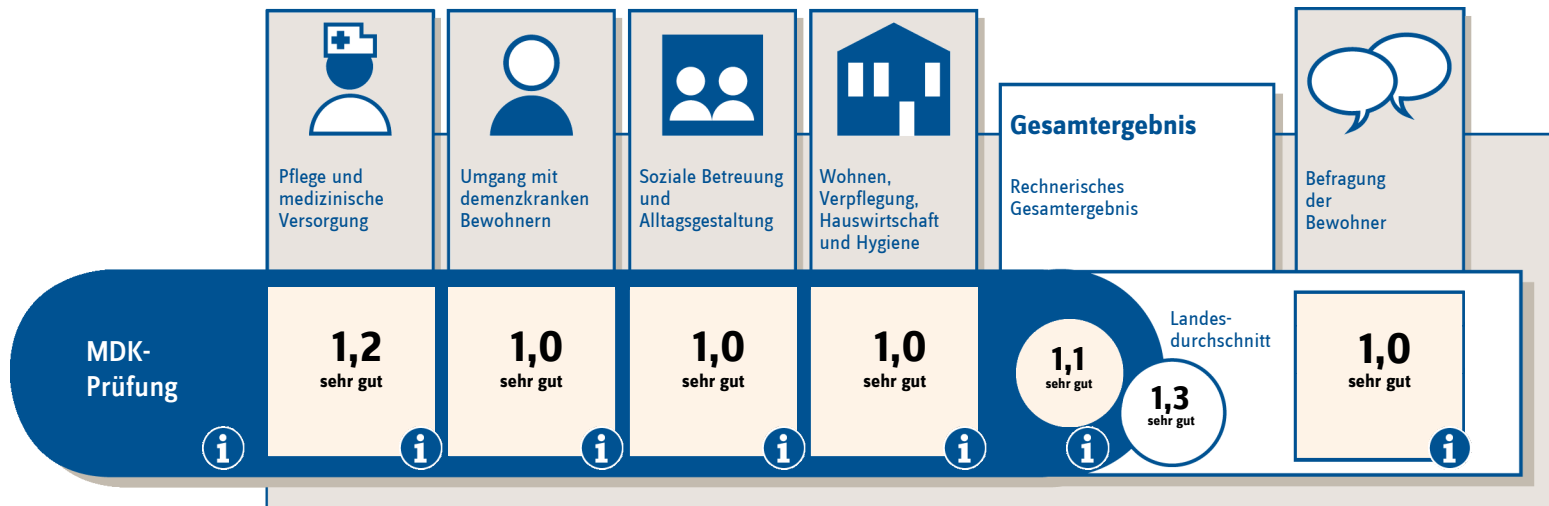 Pflege und
medizinische
Versorgung
Umgang mit
demenzkranken
Bewohnern
Soziale Betreuung
und
Alltagsgestaltung
Wohnen,
Verpflegung,
Hauswirtschaft
und Hygiene
Gesamtergebnis
Rechnerisches
Gesamtergebnis
Befragung
der
Bewohner
MDK-
Prüfung
i
1,2
sehr gut
i
1,0
sehr gut
i
1,0
sehr gut
i
1,0
sehr gut
i
1,1
sehr gut
i
Landes-
durchschnitt
1,3
sehr gut
1,0
sehr gut
i